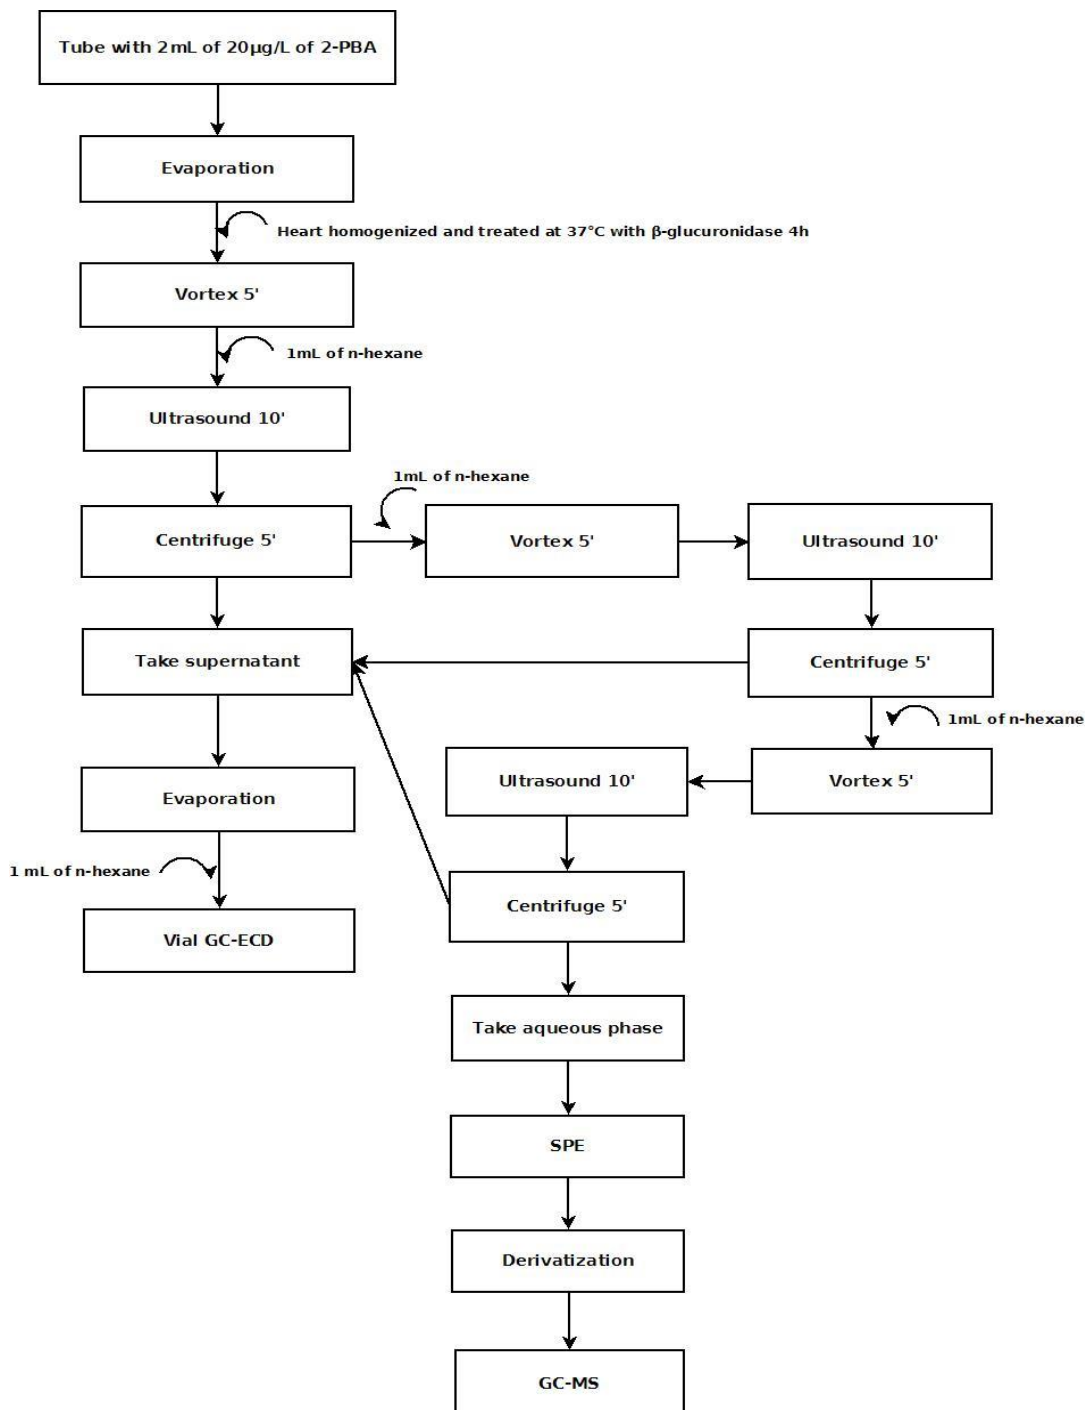 Tube with 2mL of 20µg/L of 2-PBA
Evaporation
Heart homogenized and treated at 37°C with β-glucuronidase 4h
Vortex 5'
1mL of n-hexane
Ultrasound 10'
1mL of n-hexane
Centrifuge 5'
Vortex 5'
Ultrasound 10'
Take supernatant
Centrifuge 5'
1mL of n-hexane
Evaporation
Ultrasound 10'
Vortex 5'
1 mL of n-hexane
Centrifuge 5'
Vial GC-ECD
Take aqueous phase
SPE
Derivatization
GC-MS